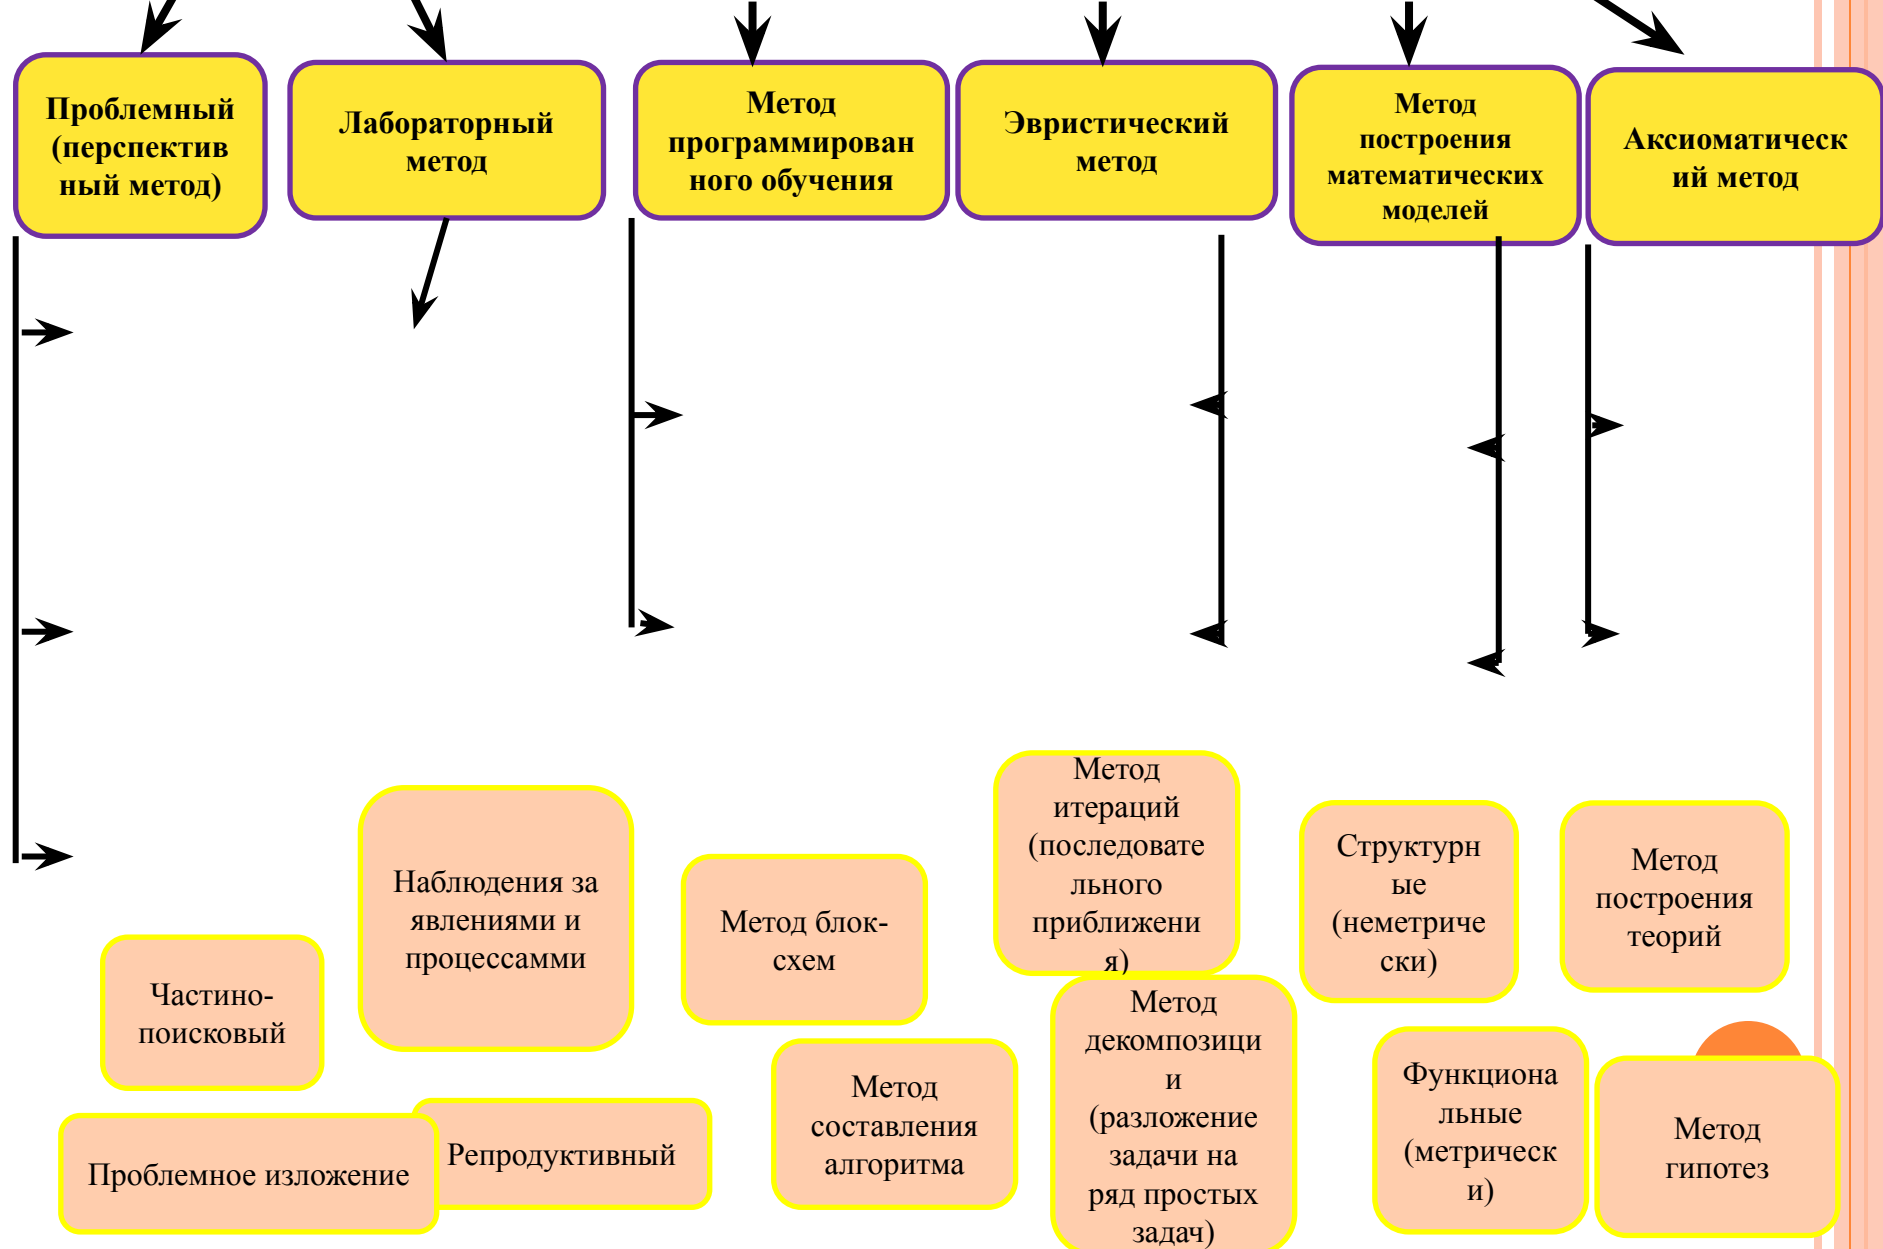 Проблемный
(перспектив
ный метод)
Лабораторный
метод
Метод
программирован
ного обучения
Эвристический
метод
Метод
построения
математических
моделей
Аксиоматическ
ий метод
Метод
итераций
(последовате
льного
приближени
я)
Наблюдения за
явлениями и
процессамми
Структурн
ые
(неметриче
ски)
Метод
построения
теорий
Метод блок-
схем
Частино-
поисковый
Метод
декомпозици
и
(разложение
задачи на
ряд простых
задач)
Метод
составления
алгоритма
Функциона
льные
(метрическ
и)
Метод
гипотез
Проблемное изложение
Репродуктивный